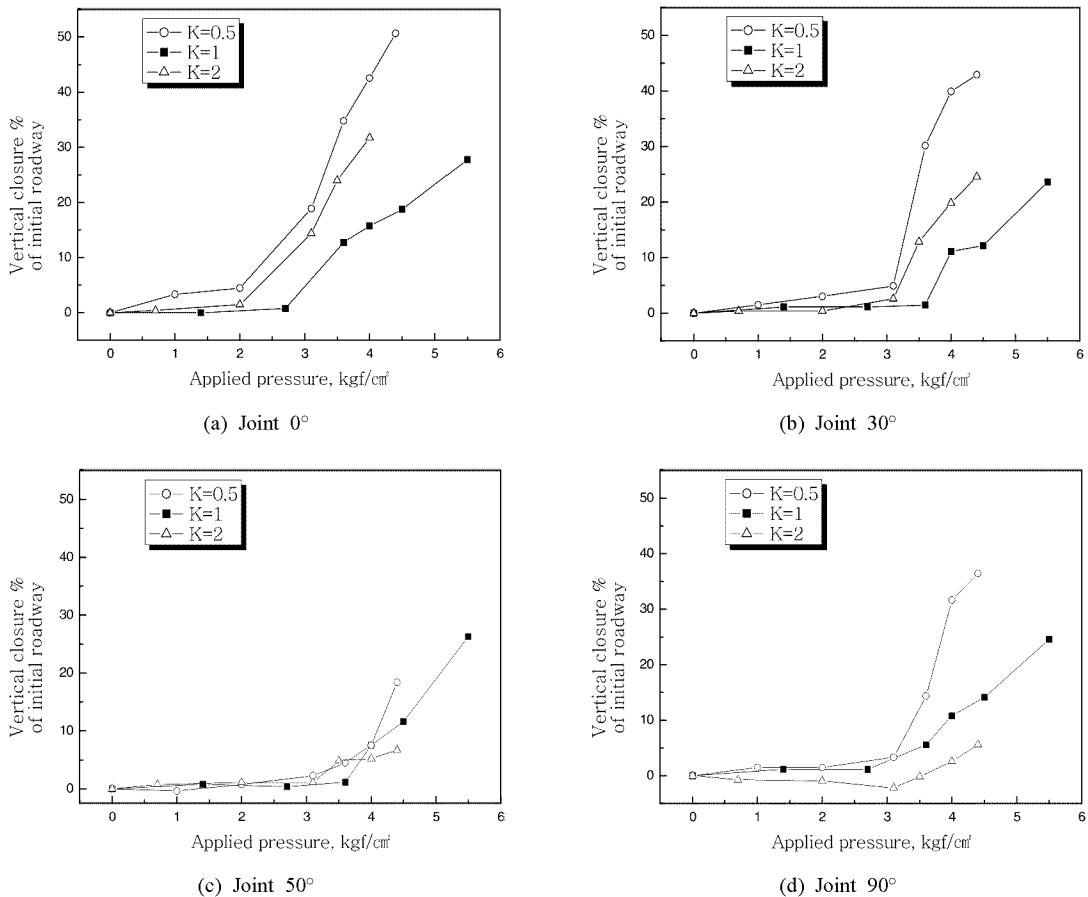 K=0.5
K=1
K=2
50
40
30
20
10
0
Vertical closure %
of initial roadway
0 1 2 3 4 5 6
Applied pressure, kgf/㎠
(a) Joint 0°
K=0.5
K=1
K=2
50
40
30
20
10
0
Vertical closure %
of initial roadway
0 1 2 3 4 5 6
Applied pressure, kgf/㎠
(b) Joint 30°
K=0.5
K=1
K=2
50
40
30
20
10
0
Vertical closure %
of initial roadway
0 1 2 3 4 5 6
Applied pressure, kgf/㎠
(c) Joint 50°
K=0.5
K=1
K=2
50
40
30
20
10
0
Vertical closure %
of initial roadway
0 1 2 3 4 5 6
Applied pressure, kgf/㎠
(d) Joint 90°